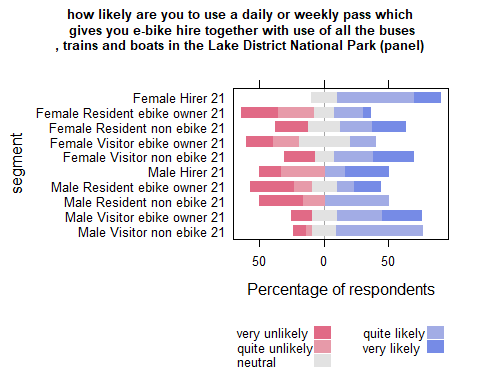 how likely are you to use a daily or weekly pass which
gives you e-bike hire together with use of all the buses
, trains and boats in the Lake District National Park (panel)
segment
Female Hirer 21
Female Resident ebike owner 21
Female Resident non ebike 21
Female Visitor ebike owner 21
Female Visitor non ebike 21
Male Hirer 21
Male Resident ebike owner 21
Male Resident non ebike 21
Male Visitor ebike owner 21
Male Visitor non ebike 21
50 0 50
Percentage of respondents
very unlikely
quite unlikely
neutral
quite likely
very likely